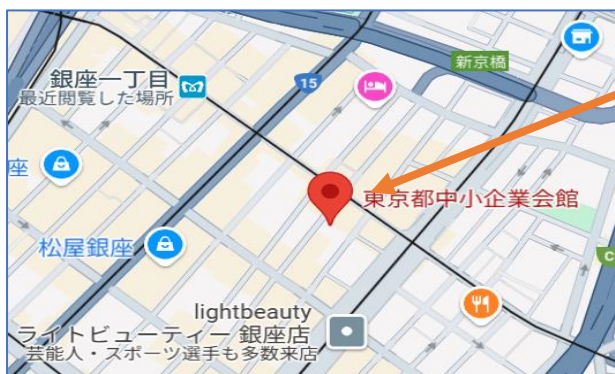 新京橋
銀座一丁目
最近閲覧した場所
15
座
東京都中小企業会館
松屋銀座
C
lightbeauty
ライトビューティー 銀座店
芸能人・スポーツ選手も多数来店